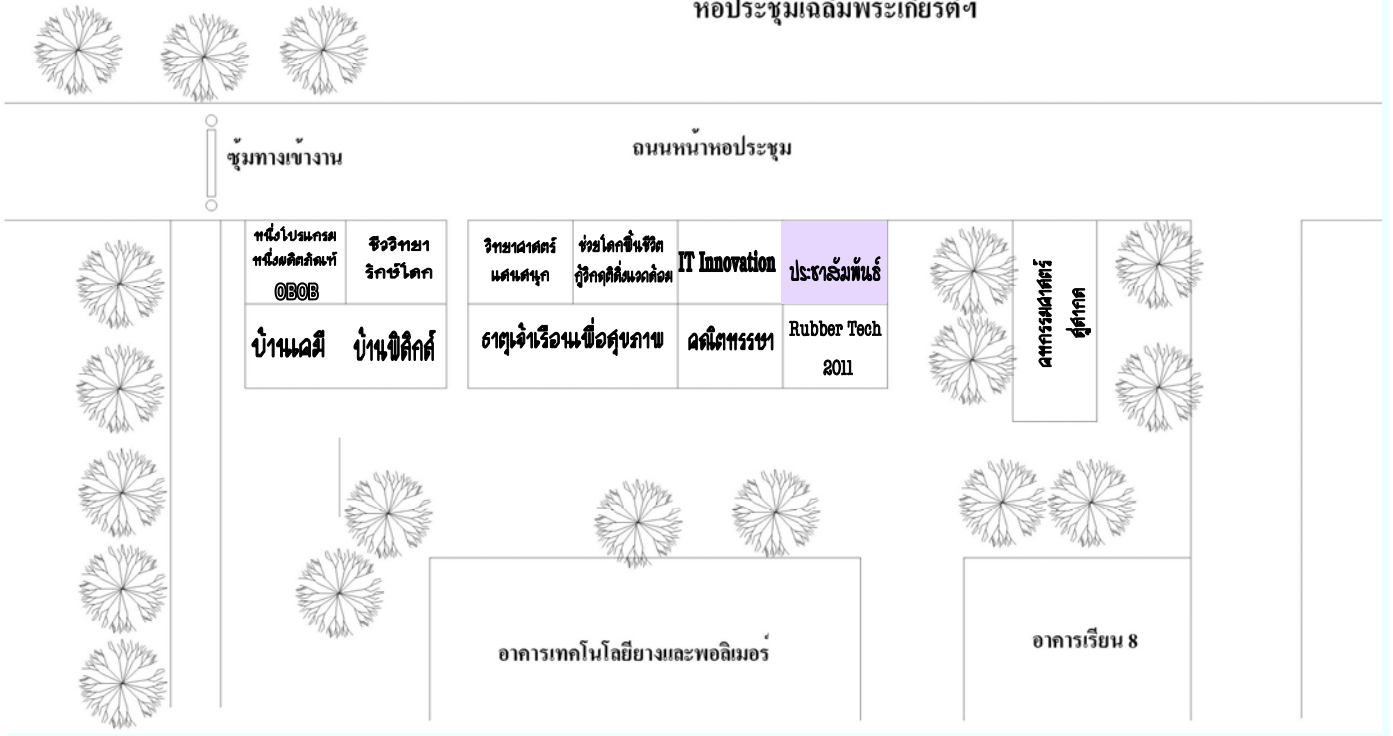 หอประชุมเฉลิมพระเกียรติฯ
ซุ้มทางเข้างาน
ถนนหน้าหอประชุม
หนึ่งโปรแกรม
หนึ่งผลิตภัณฑ์
OBOB
ชีววิทยา
รักษ์โลก
วิทยาศาสตร์
แสนสนุก
ช่วยโลกฟื้นชีวิต
กู้วิกฤติสิ่งแวดล้อม
IT Innovation
ประชาสัมพันธ์
บ้านเคมี
บ้านฟิสิกส์
ธาตุเจ้าเรือนเพื่อสุขภาพ
คณิตหรรษา
Rubber Tech
2011
คหกรรมศาสตร์
สู่สากล
อาคารเทคโนโลยียางและพอลิเมอร์
อาคารเรียน 8